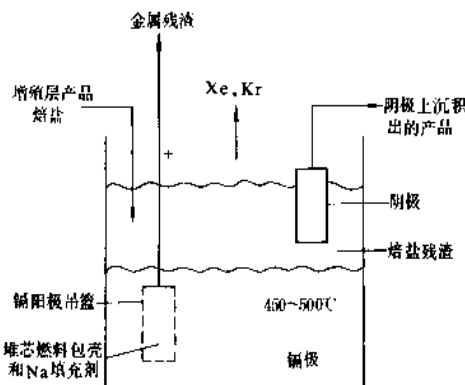 金属残渣
增殖层产品
熔盐
Xe,Kr
阴极上沉积
出的产品
+
阴极
熔盐残渣
镉阳极吊篮
450~500℃
堆芯燃料包壳
和Na填充剂
镉极